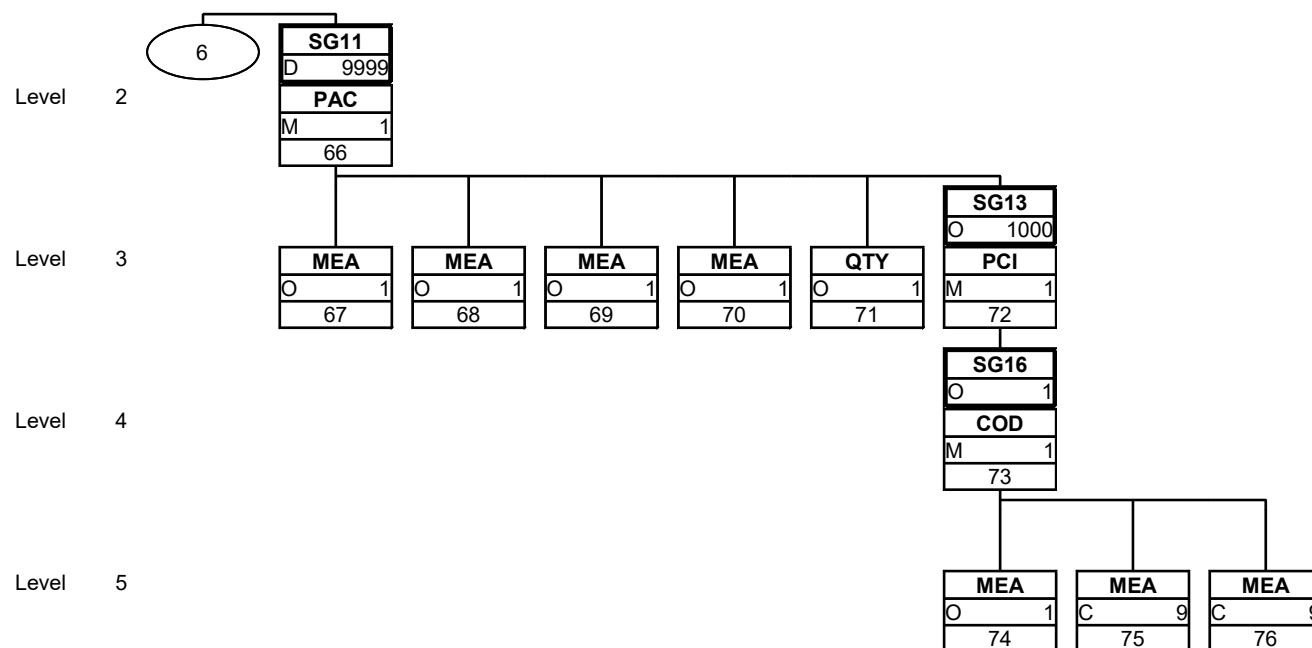 6
SG11
D 9999
Level 2
PAC
M 1
66
SG13
O 1000
Level 3
MEA MEA MEA MEA QTY PCI
O 1 O 1 O 1 O 1 O 1 M 1
67 68 69 70 71 72
SG16
O 1
Level 4
COD
M 1
73
Level 5
MEA MEA MEA
O 1 C 9 C 9
74 75 76